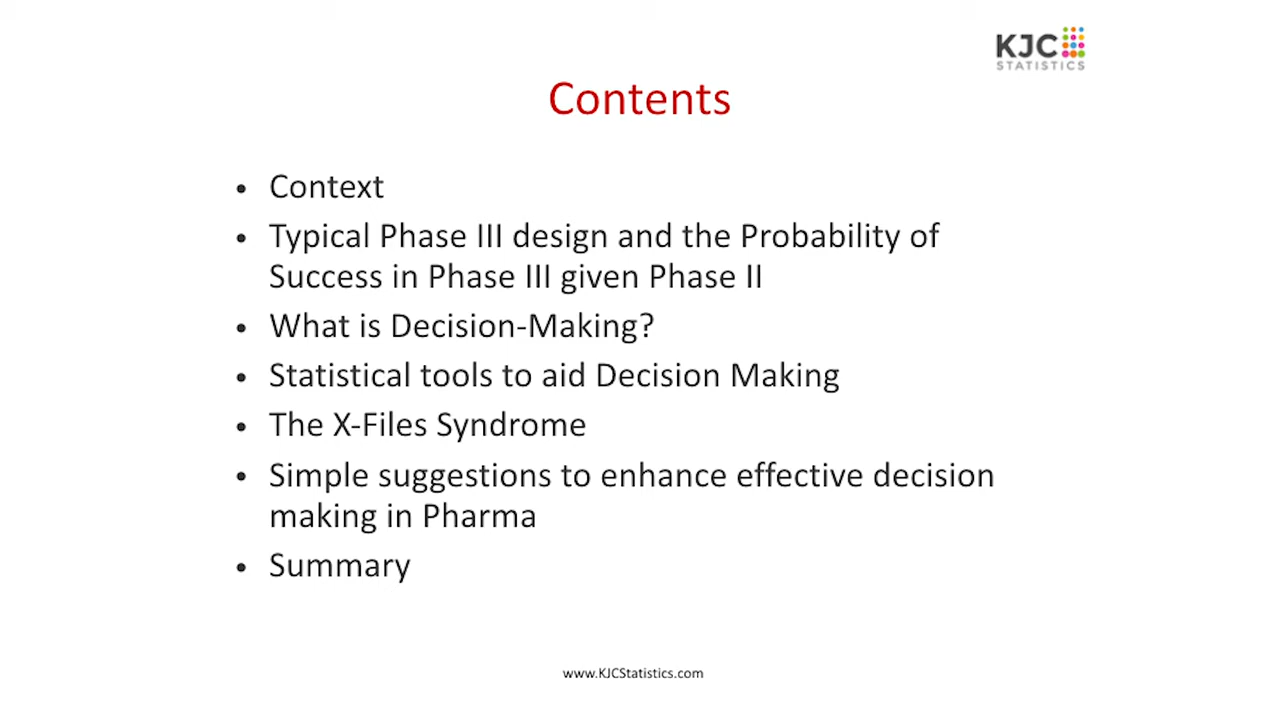 KJC
STATISTICS
Contents
• Context
• Typical Phase III design and the Probability of
Success in Phase III given Phase II
• What is Decision-Making?
• Statistical tools to aid Decision Making
• The X-Files Syndrome
• Simple suggestions to enhance effective decision
making in Pharma
• Summary
www.KJCStatistics.com